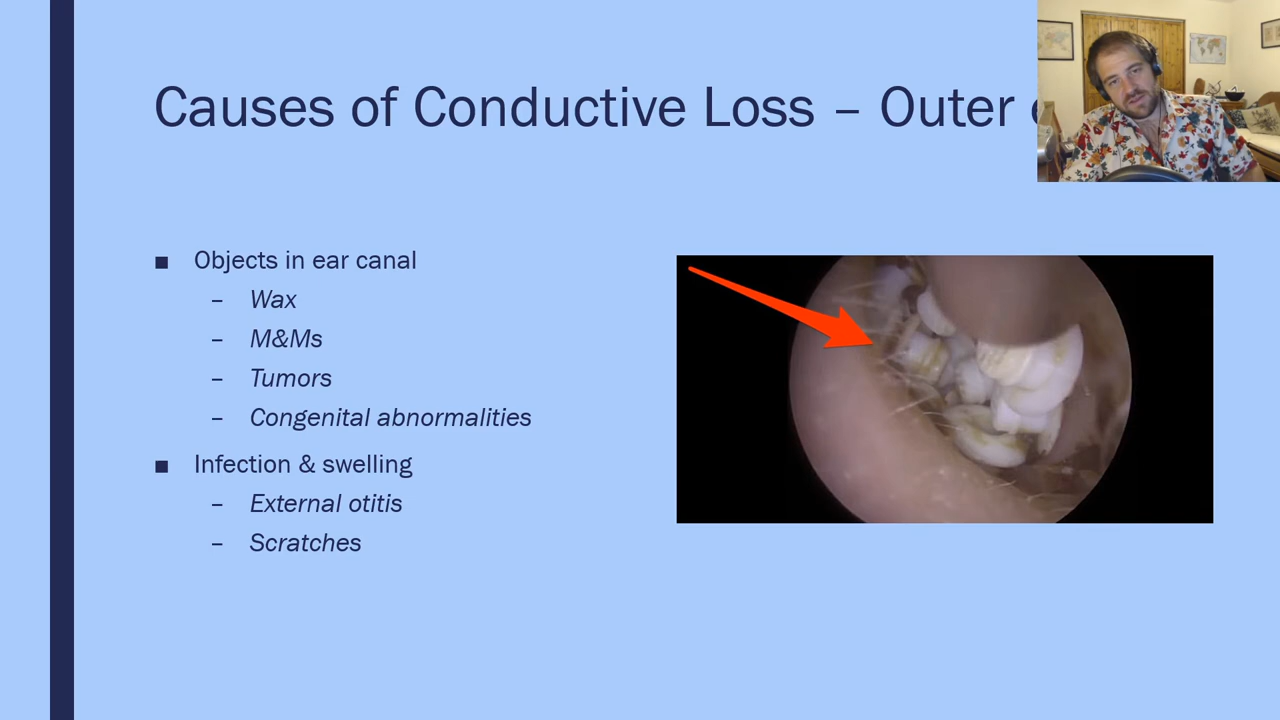 Causes of Conductive Loss – Outer
■ Objects in ear canal
– Wax
– M&Ms
– Tumors
– Congenital abnormalities
■ Infection & swelling
– External otitis
– Scratches